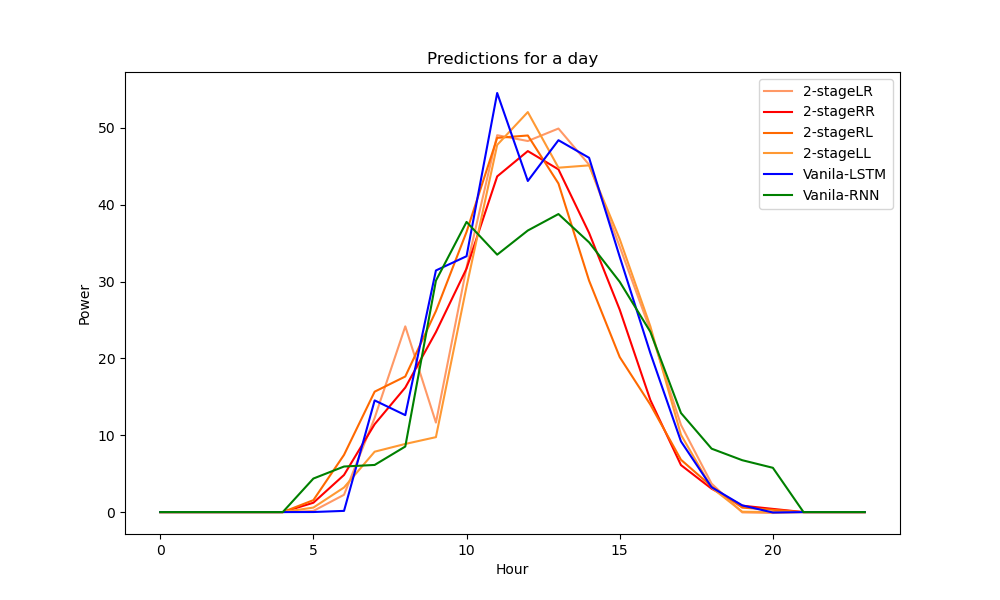 Predictions for a day
2-stageLR
2-stageRR
2-stageRL
2-stageLL
Vanila-LSTM
Vanila-RNN
Power
50
40
30
20
10
0
0 5 10 15 20
Hour